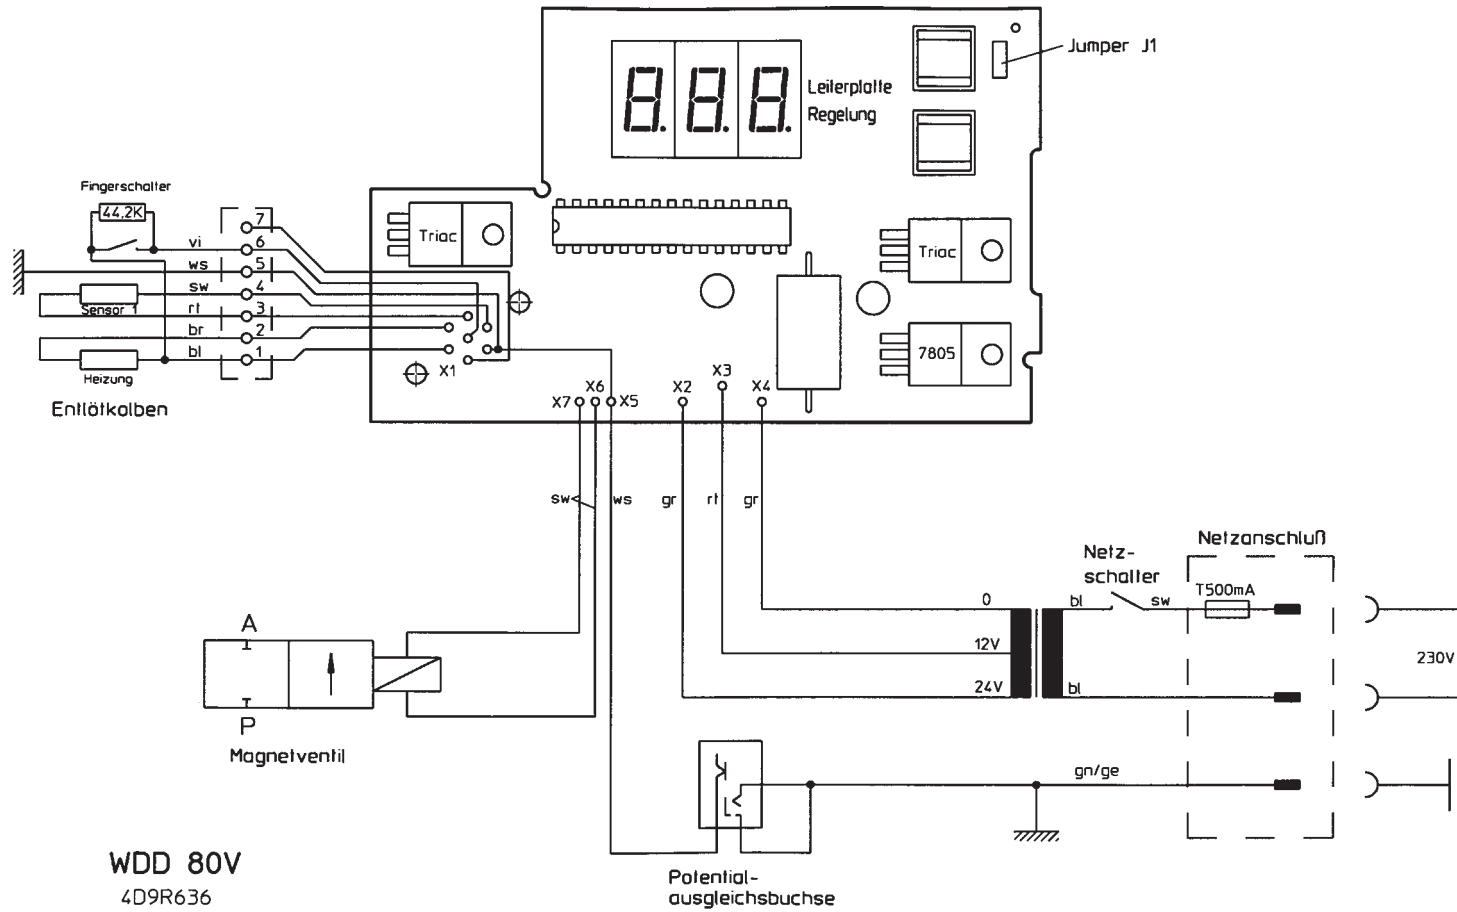 Jumper J1
Leiterplatte
Regelung
Fingerschalter
44,2K
7
Triac
vi
6
Triac
ws
5
sw
4
Sensor 1
rt
3
br
2
7805
bl
1
X1
Heizung
X3
Entlötkolben
X6
X2
X4
X7
X5
sw
ws
gr
rt
gr
Netzanschluß
Netz-
schalter
T500mA
0
bl
sw
A
12V
230V
24V
bl
P
Magnetventil
gn/ge
WDD 80V
4D9R636
Potential-
ausgleichsbuchse